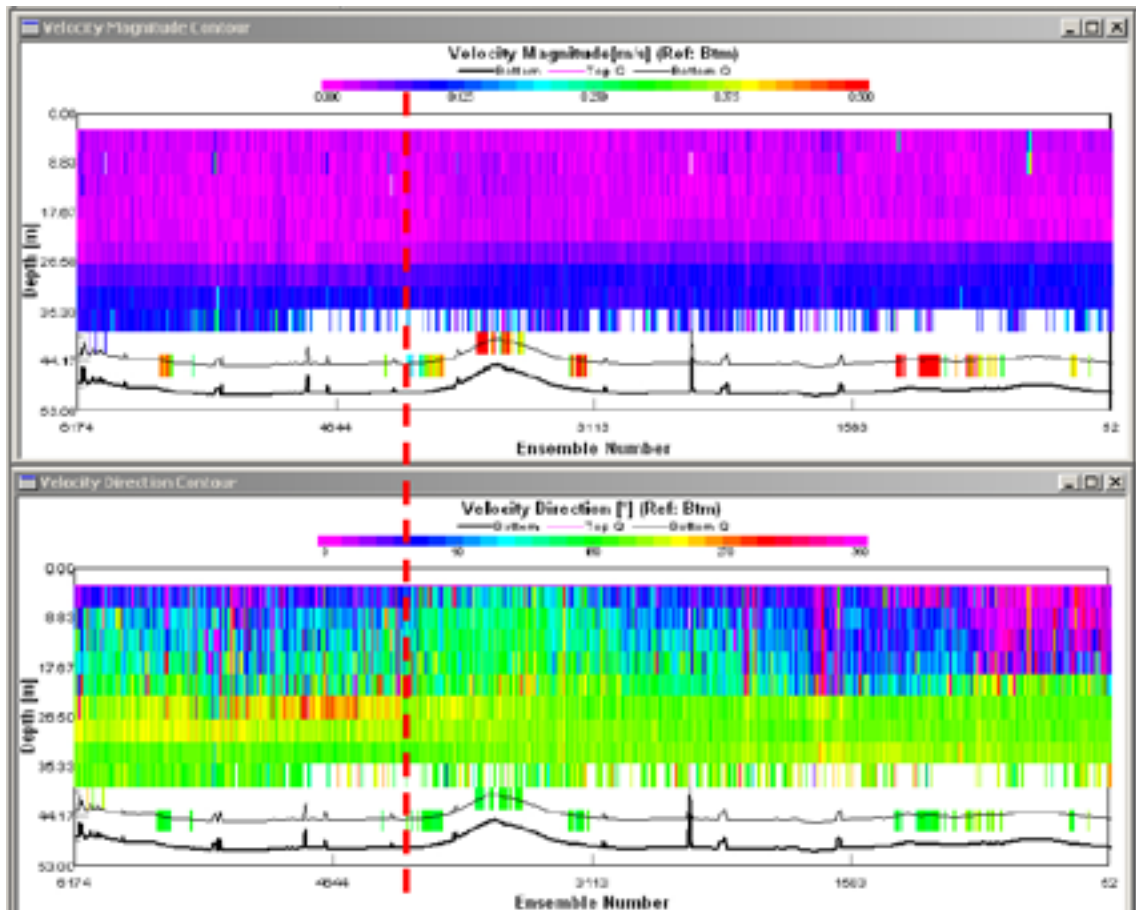 Velocity Magnitude Contour
Velocity Magnitude[m/s] (Ref: Btm)
Bottom Top Q Bottom Q
0.000 0.125 0.250 0.375 0.500
0.00
8.83
17.67
26.50
35.33
44.17
53.00
Depth [m]
6174 4644 3113 1583 52
Ensemble Number
Velocity Direction Contour
Velocity Direction [°] (Ref: Btm)
Bottom Top Q Bottom Q
0 90 180 270 360
0.00
8.83
17.67
26.50
35.33
44.17
53.00
Depth [m]
6174 4644 3113 1583 52
Ensemble Number